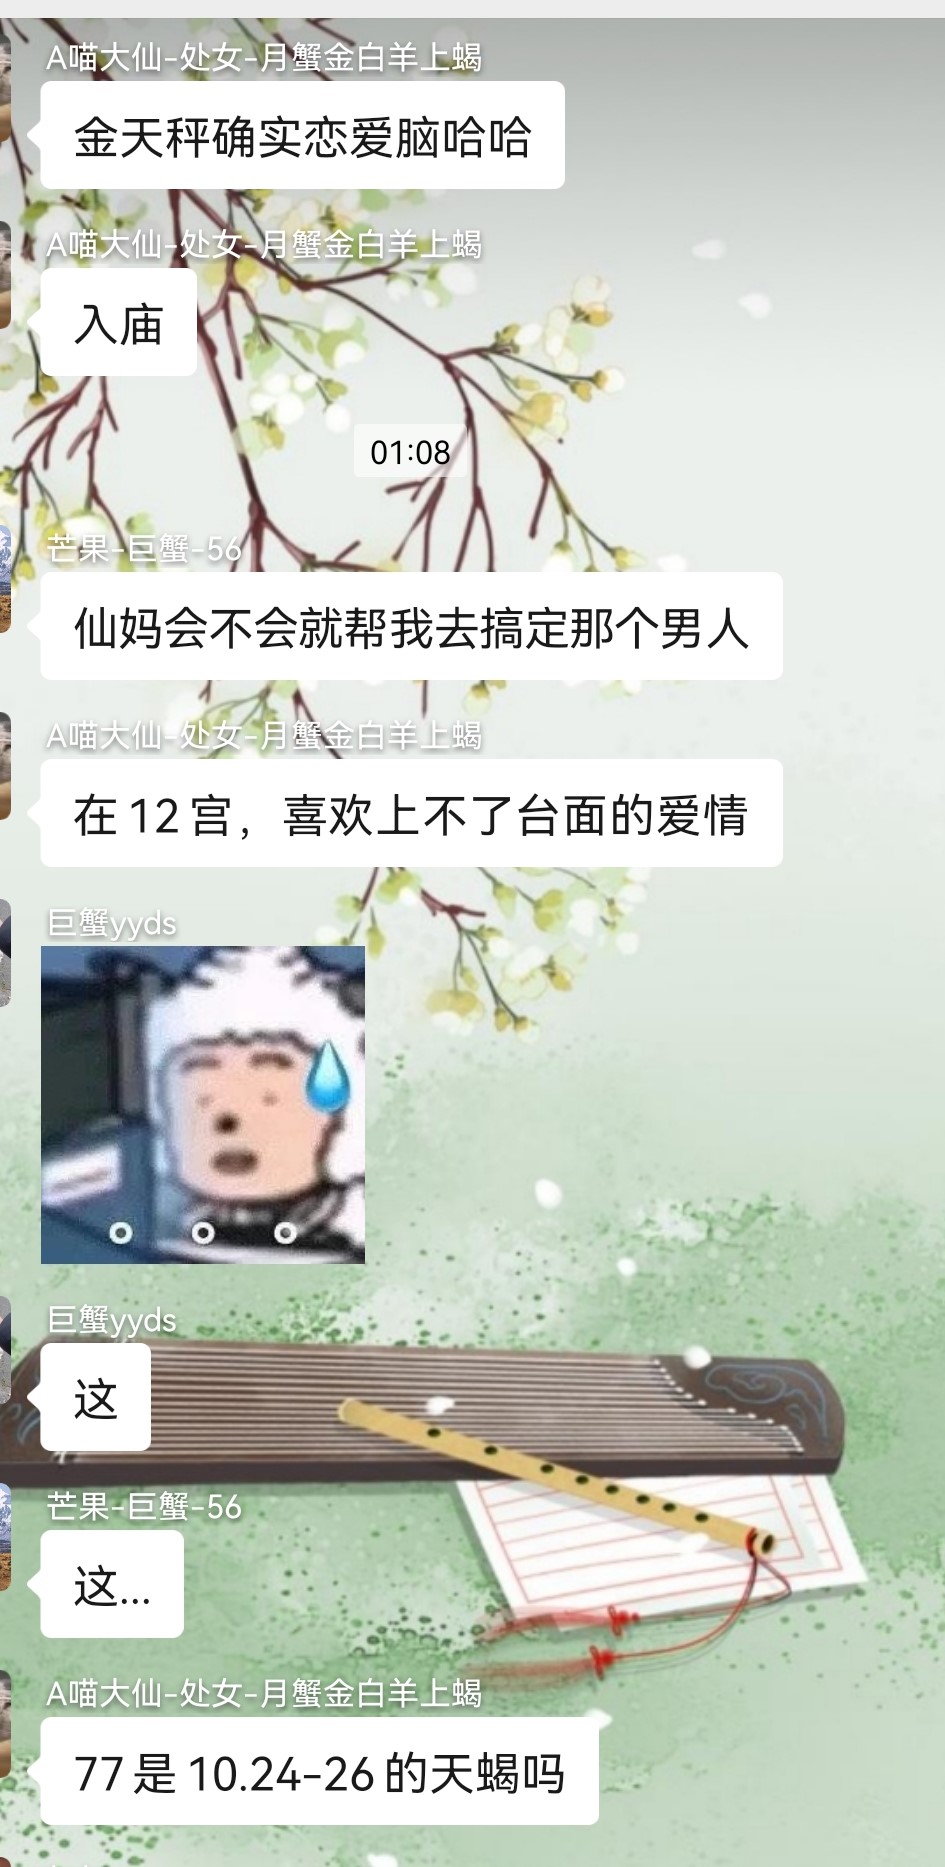 A喵大仙-处女-月蟹金白羊上蝎
金天秤确实恋爱脑哈哈
A喵大仙-处女-月蟹金白羊上蝎
入庙
01:08
芒果-巨蟹-56
仙妈会不会就帮我去搞定那个男人
A喵大仙-处女-月蟹金白羊上蝎
在12宫，喜欢上不了台面的爱情
巨蟹yyds
巨蟹yyds
这
芒果-巨蟹-56
这...
A喵大仙-处女-月蟹金白羊上蝎
77是10.24-26的天蝎吗